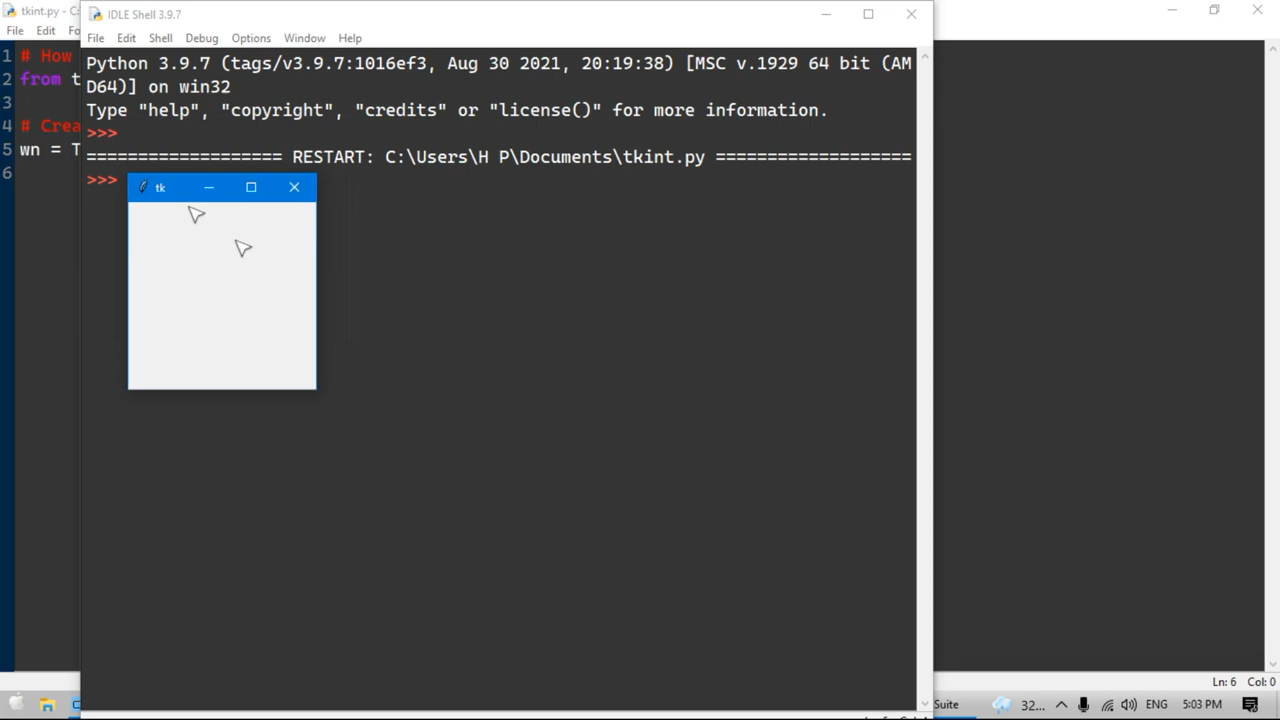 tkint.py - C:
File Edit Fo
1 # How
2 from t
3
4 # Crea
5 wn = T
6
IDLE Shell 3.9.7
File Edit Shell Debug Options Window Help
Python 3.9.7 (tags/v3.9.7:1016ef3, Aug 30 2021, 20:19:38) [MSC v.1929 64 bit (AM
D64)] on win32
Type "help", "copyright", "credits" or "license()" for more information.
>>>
=================== RESTART: C:\Users\H P\Documents\tkint.py ===================
>>>
tk
Ln: 6 Col: 0
Suite
32... ENG 5:03 PM